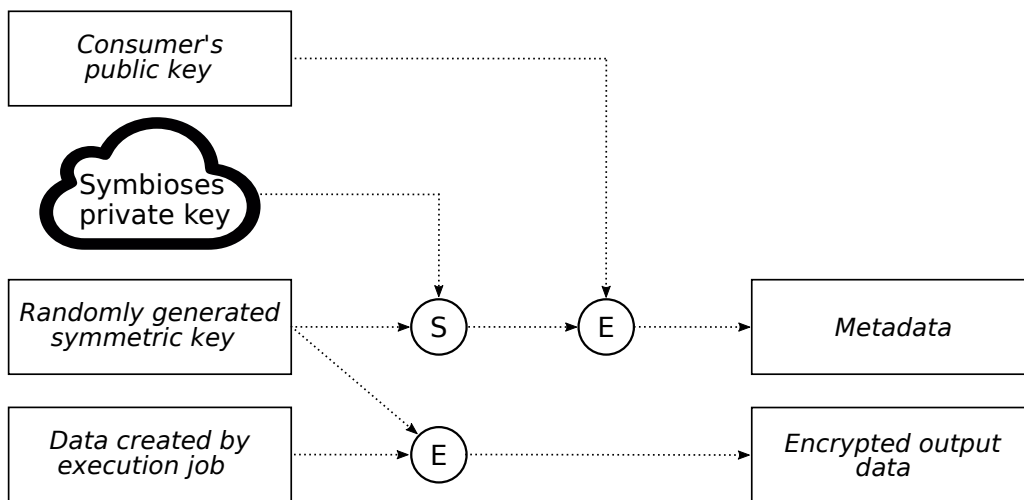 Consumer's
public key
Symbioses
private key
Randomly generated
symmetric key
S
E
Metadata
Data created by
execution job
E
Encrypted output
data